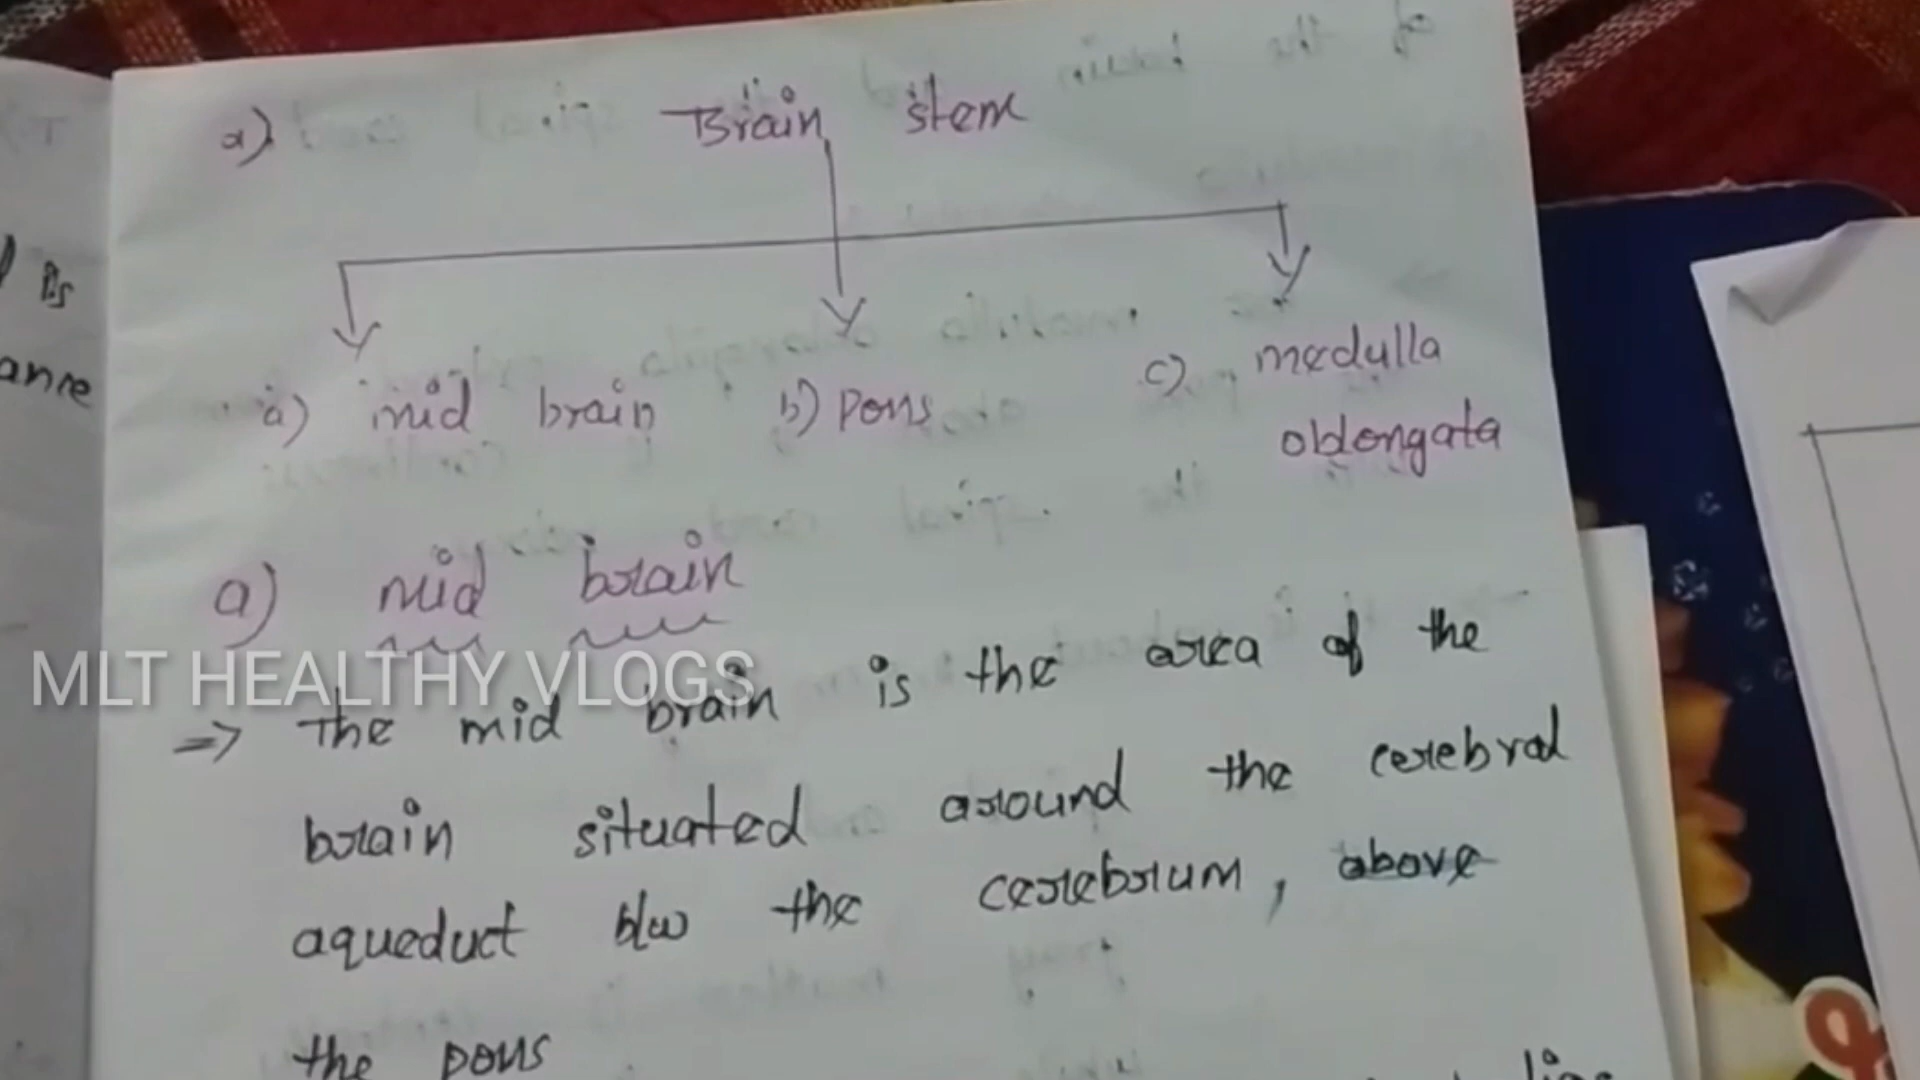 a). Brain stem
a) mid brain b) pons c) medulla
oblongata
a) mid brain
MLT HEALTHY VLOGS
=> The mid brain is the area of the
brain situated around the cerebral
aqueduct b/w the cerebrum, above
the pons
is